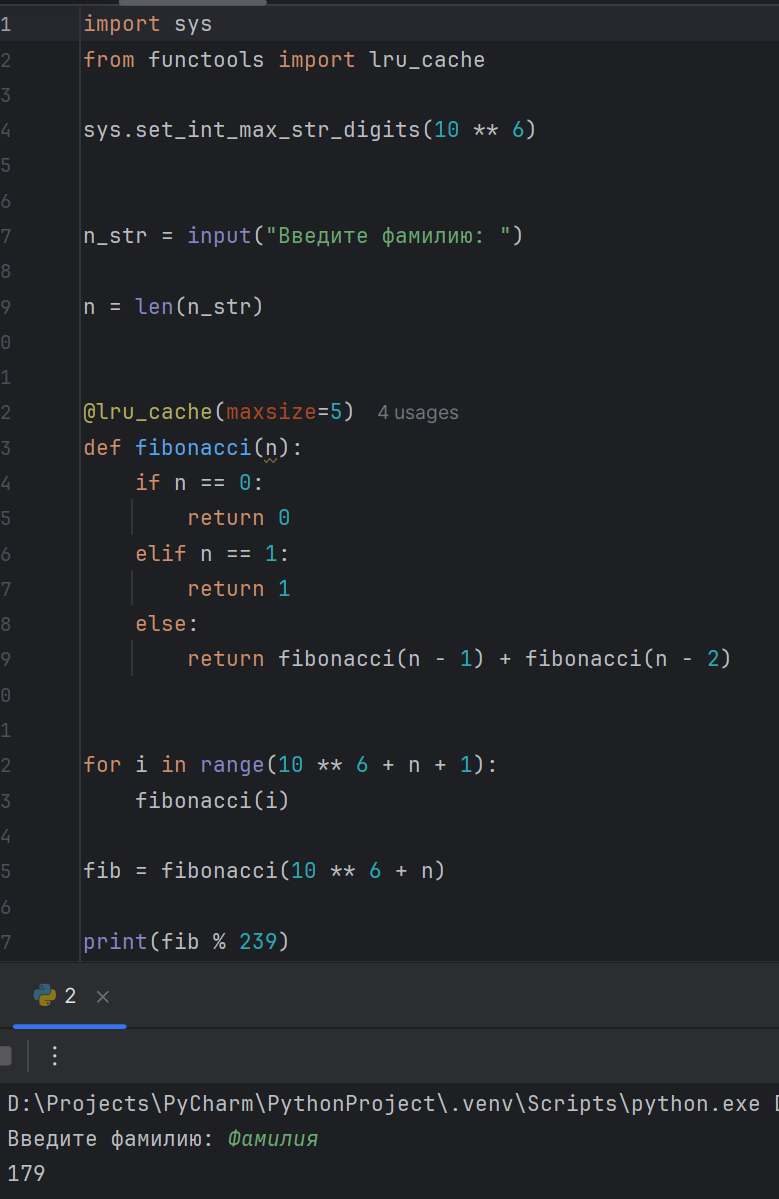 1 import sys
2 from functools import lru_cache
3
4 sys.set_int_max_str_digits(10 ** 6)
5
6
7 n_str = input("Введите фамилию: ")
8
9 n = len(n_str)
0
1
2 @lru_cache(maxsize=5) 4 usages
3 def fibonacci(n):
4 if n == 0:
5 return 0
6 elif n == 1:
7 return 1
8 else:
9 return fibonacci(n - 1) + fibonacci(n - 2)
0
1
2 for i in range(10 ** 6 + n + 1):
3 fibonacci(i)
4
5 fib = fibonacci(10 ** 6 + n)
6
7 print(fib % 239)
2 ×
D:\Projects\PyCharm\PythonProject\.venv\Scripts\python.exe
Введите фамилию: Фамилия
179